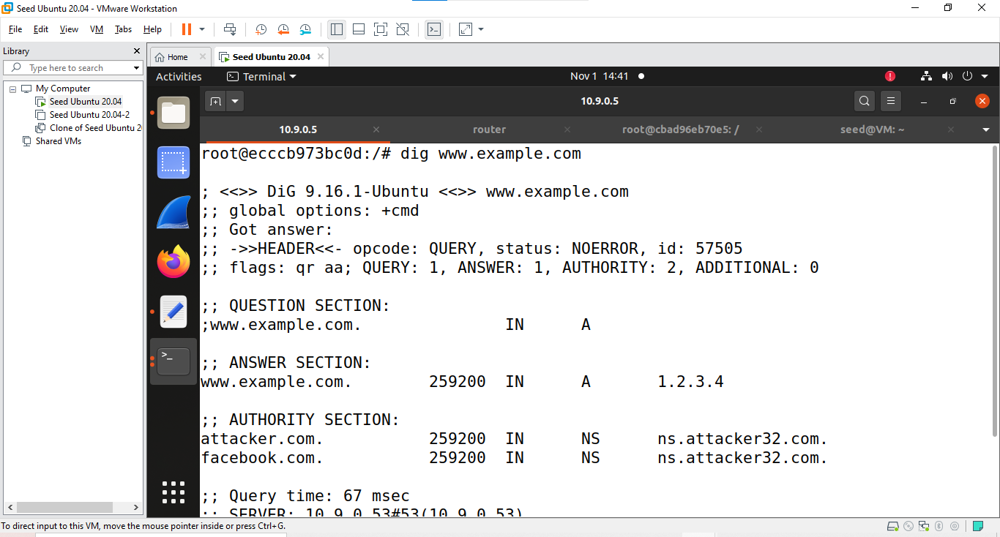 Seed Ubuntu 20.04 - VMware Workstation
File Edit View VM Tabs Help
Library
Type here to search
My Computer
Seed Ubuntu 20.04
Seed Ubuntu 20.04-2
Clone of Seed Ubuntu 2
Shared VMs
Home Seed Ubuntu 20.04
Activities Terminal Nov 1 14:41
10.9.0.5
10.9.0.5 router root@cbad96eb70e5: / seed@VM: ~
root@ecccb973bc0d:/# dig www.example.com
; <<>> DiG 9.16.1-Ubuntu <<>> www.example.com
;; global options: +cmd
;; Got answer:
;; ->>HEADER<<- opcode: QUERY, status: NOERROR, id: 57505
;; flags: qr aa; QUERY: 1, ANSWER: 1, AUTHORITY: 2, ADDITIONAL: 0
;; QUESTION SECTION:
;www.example.com. IN A
;; ANSWER SECTION:
www.example.com. 259200 IN A 1.2.3.4
;; AUTHORITY SECTION:
attacker.com. 259200 IN NS ns.attacker32.com.
facebook.com. 259200 IN NS ns.attacker32.com.
;; Query time: 67 msec
;; SERVER: 10.9.0.53#53(10.9.0.53)
To direct input to this VM, move the mouse pointer inside or press Ctrl+G.